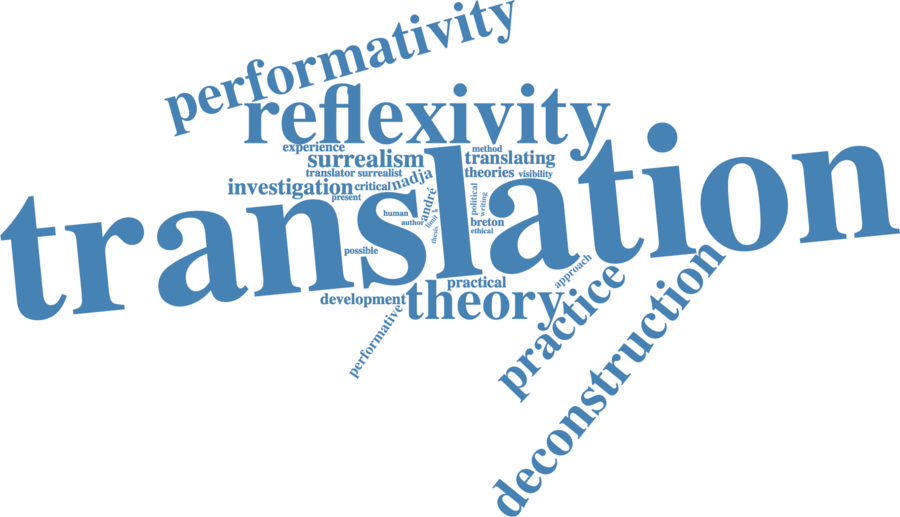 performativity
reflexivity
experience
method
surrealism
translating
translator
surrealist
theories
visibility
investigation
critical
nadja
present
translation
andré
political
writing
human
author
breton
ethical
thesis
possible
practical
approach
development
theory
practice
performative
deconstruction